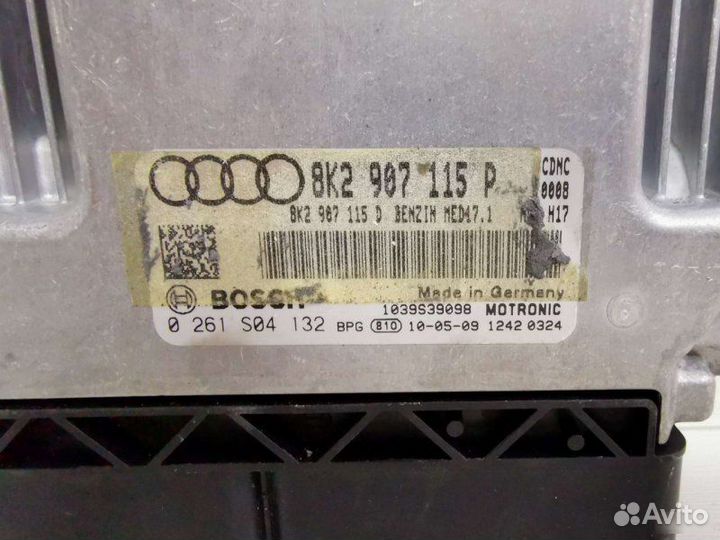 8K2 907 115 P CDNC
0008
8K2 907 115 D BENZIN MED17.1 H17
BOSCH Made in Germany
1039S39098 MOTRONIC
0 261 S04 132 BPG 810 10-05-09 1242 0324
Avito